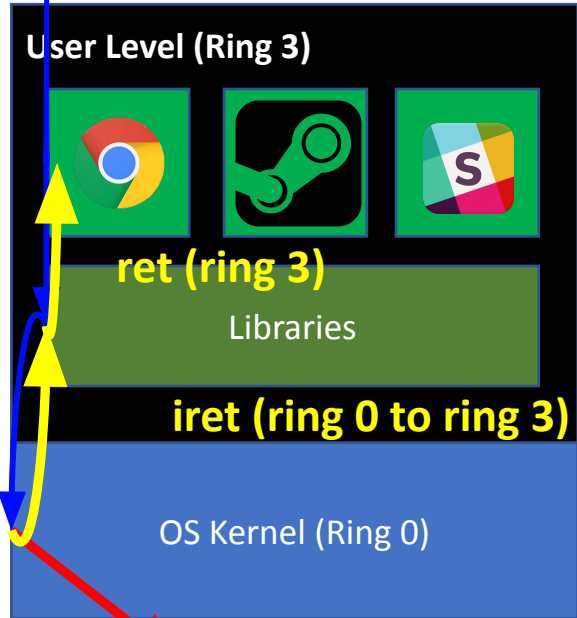 User Level (Ring 3)
S
ret (ring 3)
Libraries
iret (ring 0 to ring 3)
OS Kernel (Ring 0)